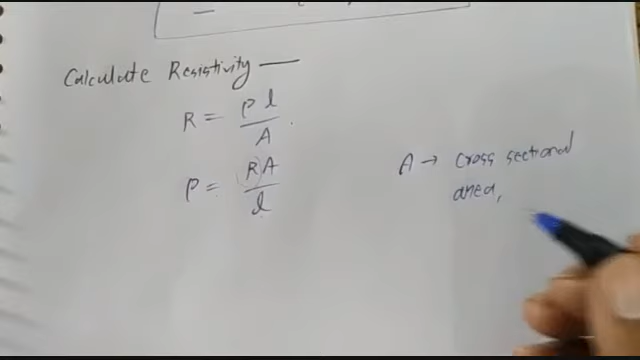 Calculate Resistivity —
R = ρl/A.
ρ = RA/l
A → cross sectional
area,